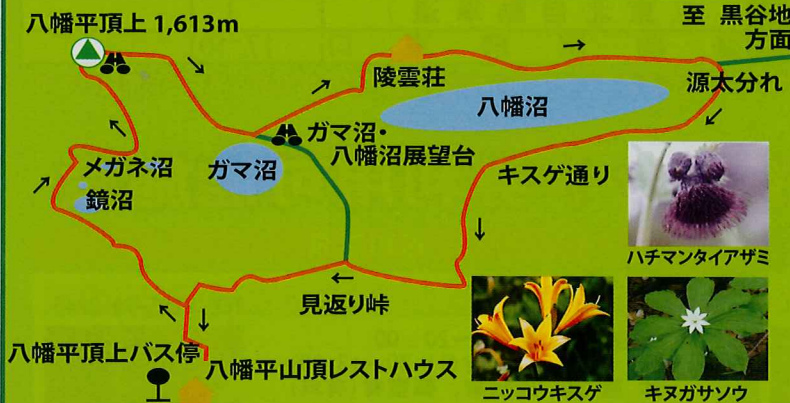 八幡平頂上 1,613m
至 黒谷地
方面
陵雲荘
源太分れ
八幡沼
ガマ沼・
八幡沼展望台
メガネ沼
ガマ沼
キスゲ通り
鏡沼
ハチマンタイアザミ
見返り峠
八幡平頂上バス停
八幡平山頂レストハウス
ニッコウキスゲ
キヌガサソウ